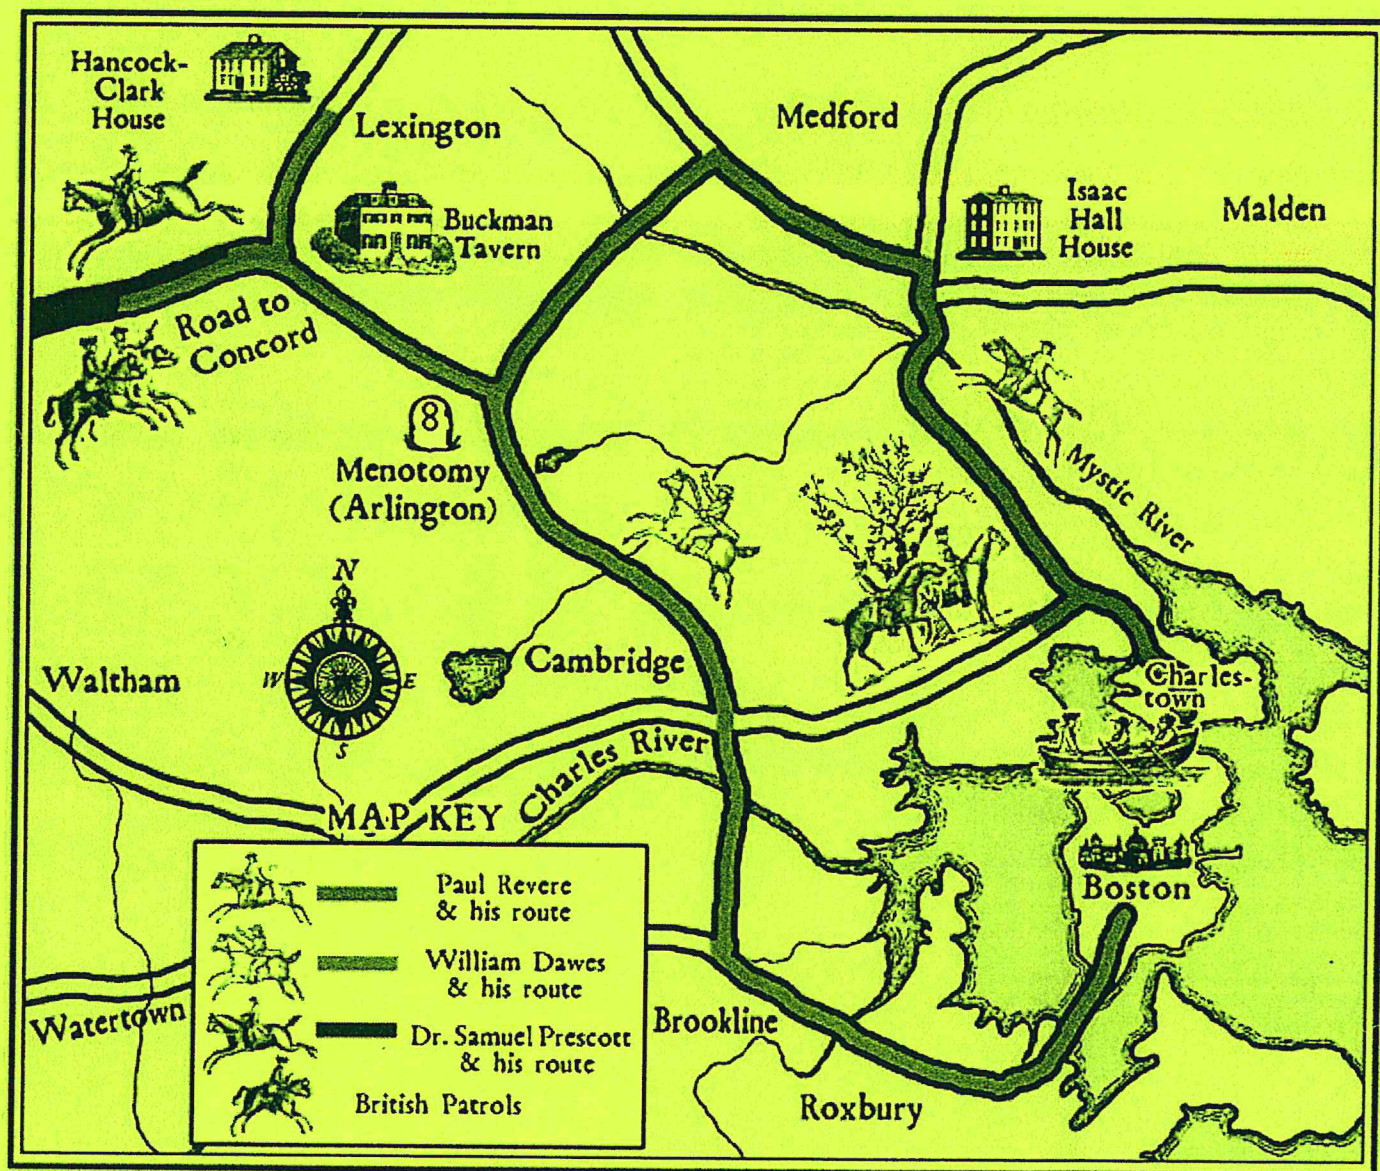 Hancock-
Clark
House
Lexington
Medford
Buckman
Tavern
Isaac
Hall
House
Malden
Road to
Concord
8
Menotomy
(Arlington)
Mystic River
N
W
E
S
Waltham
Cambridge
Charles-
town
Charles River
Boston
MAP KEY
Paul Revere
& his route
William Dawes
& his route
Dr. Samuel Prescott
& his route
British Patrols
Watertown
Brookline
Roxbury